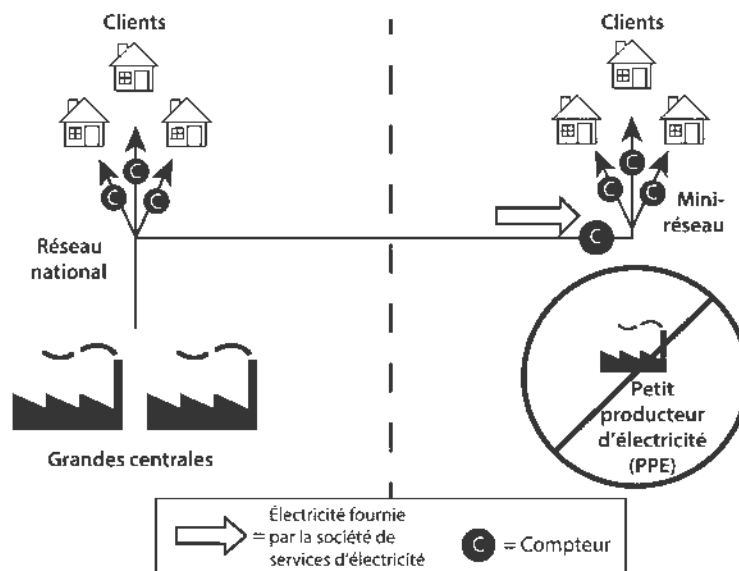 Clients
Clients
C
C
C
C
C
C
Mini-
réseau
Réseau
national
C
Petit
producteur
d'électricité
(PPE)
Grandes centrales
Électricité fournie
= par la société de
services d'électricité
C = Compteur